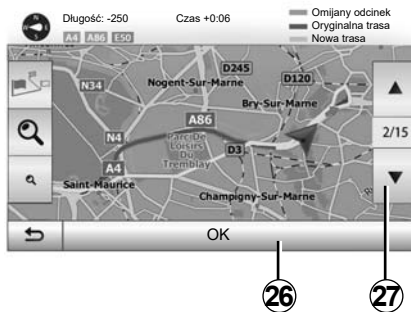 Długość: -250 Czas +0:06
Omijany odcinek
Oryginalna trasa
Nowa trasa
A4 A86 E50
D245
N34
D120
Nogent-Sur-Marne
Bry-Sur-Marne
A86
2/15
N4
Parc De
Loisirs
Du
Tremblay
D3
A4
Saint-Maurice
Champigny-Sur-Marne
OK
26
27